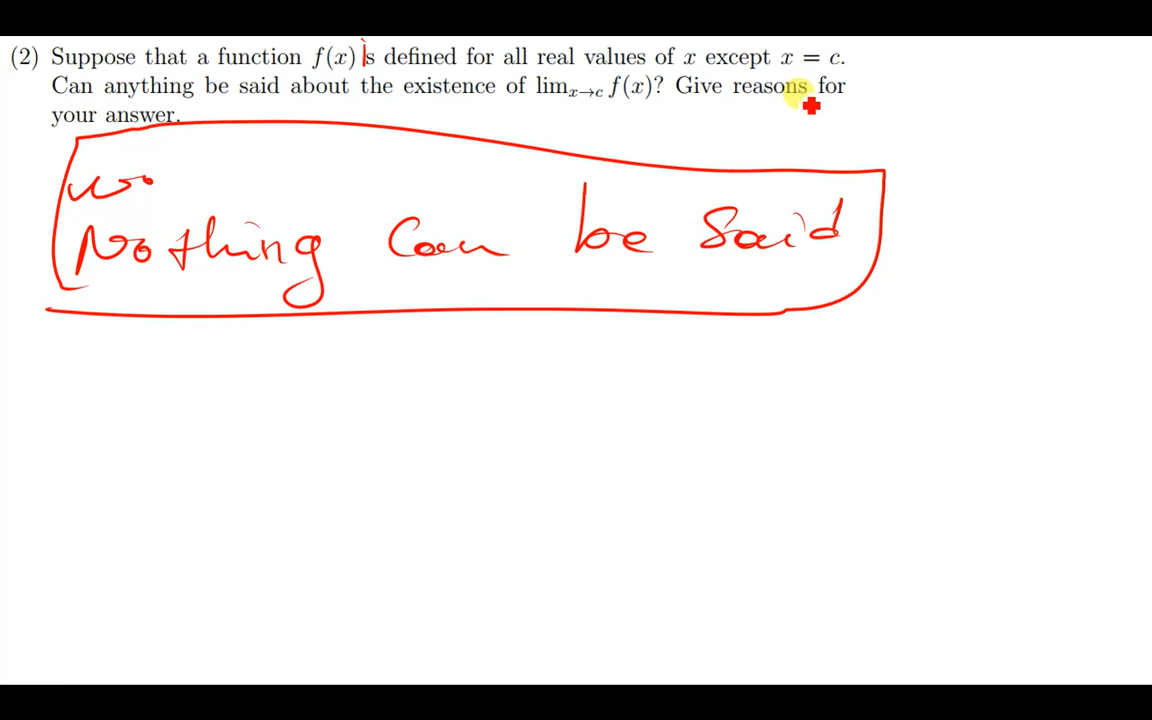 (2) Suppose that a function f(x) is defined for all real values of x except x = c.
Can anything be said about the existence of lim_{x→c} f(x)? Give reasons for
your answer.
Nothing Can be Said